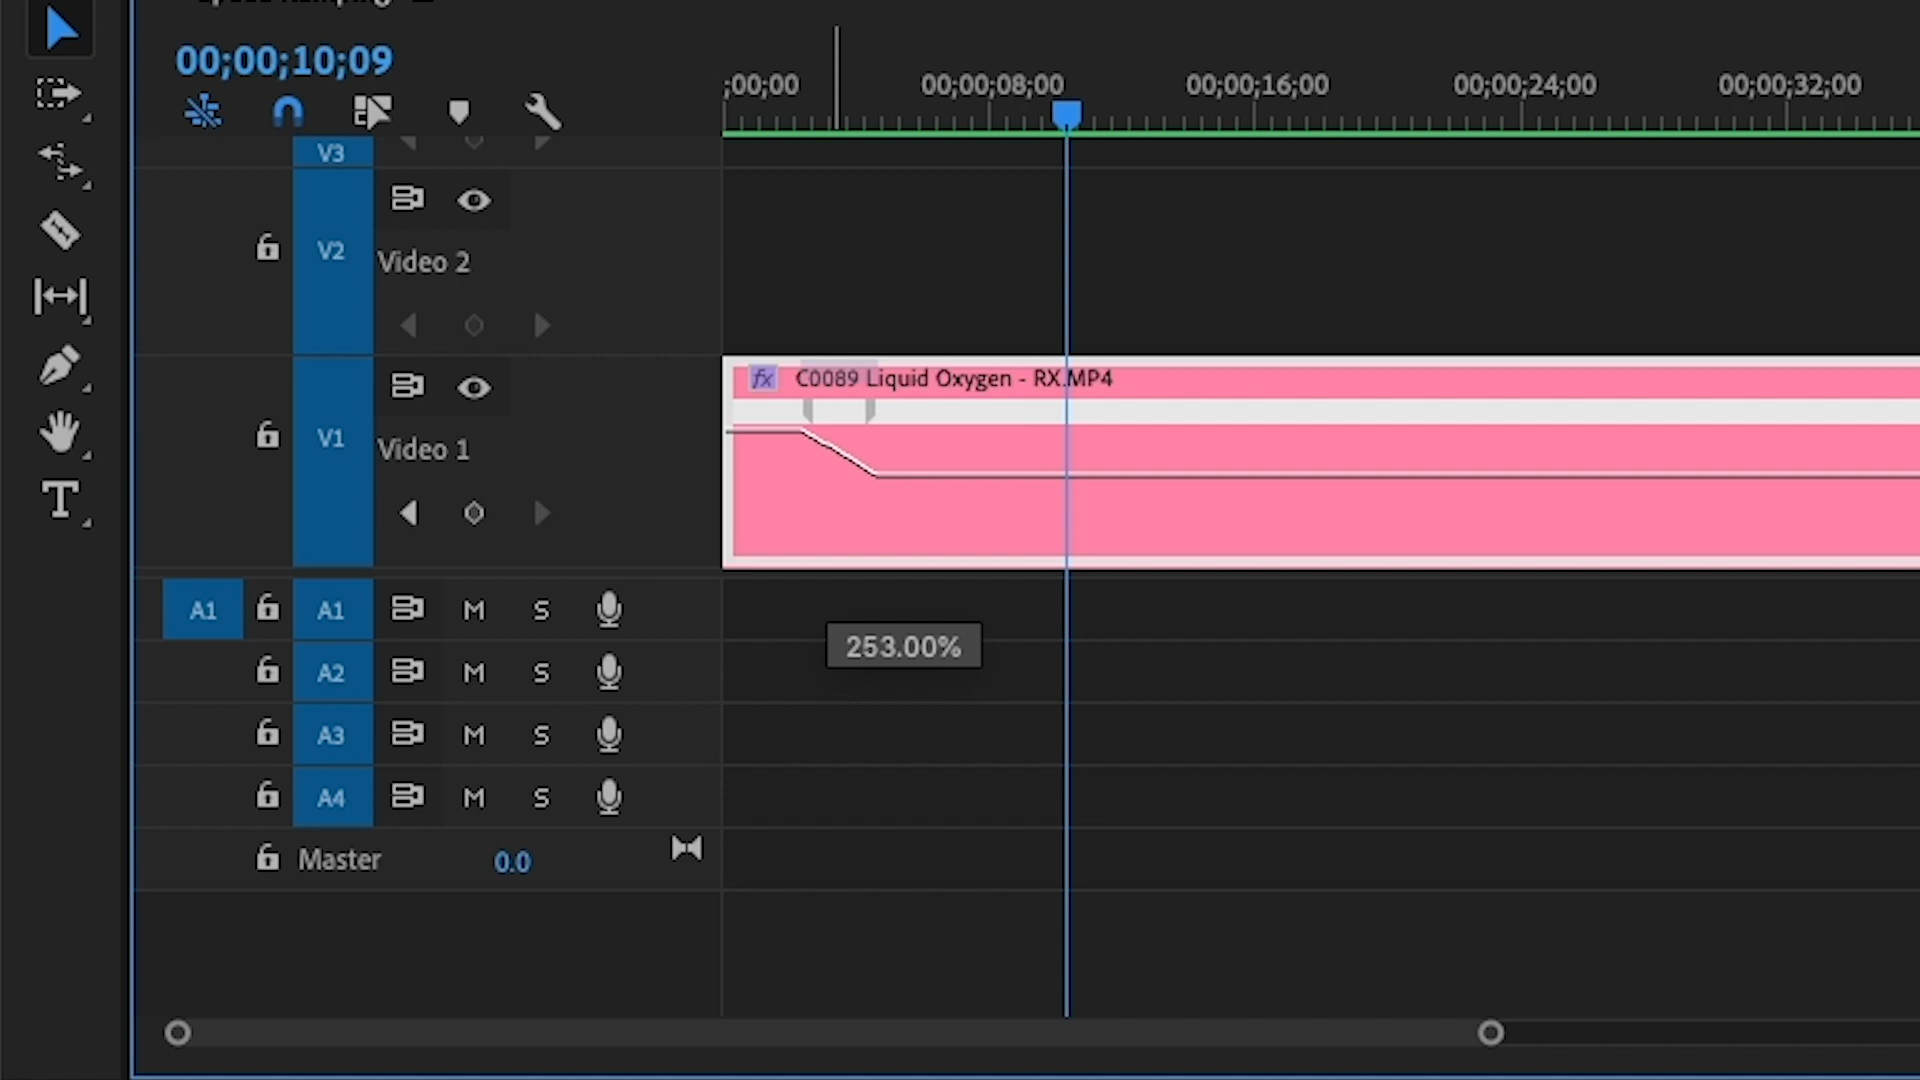 00;00;10;09
;00;00 00;00;08;00 00;00;16;00 00;00;24;00 00;00;32;00
V3
V2
Video 2
fx C0089 Liquid Oxygen - RX.MP4
V1
Video 1
A1 A1 M S
253.00%
A2 M S
A3 M S
A4 M S
Master 0.0